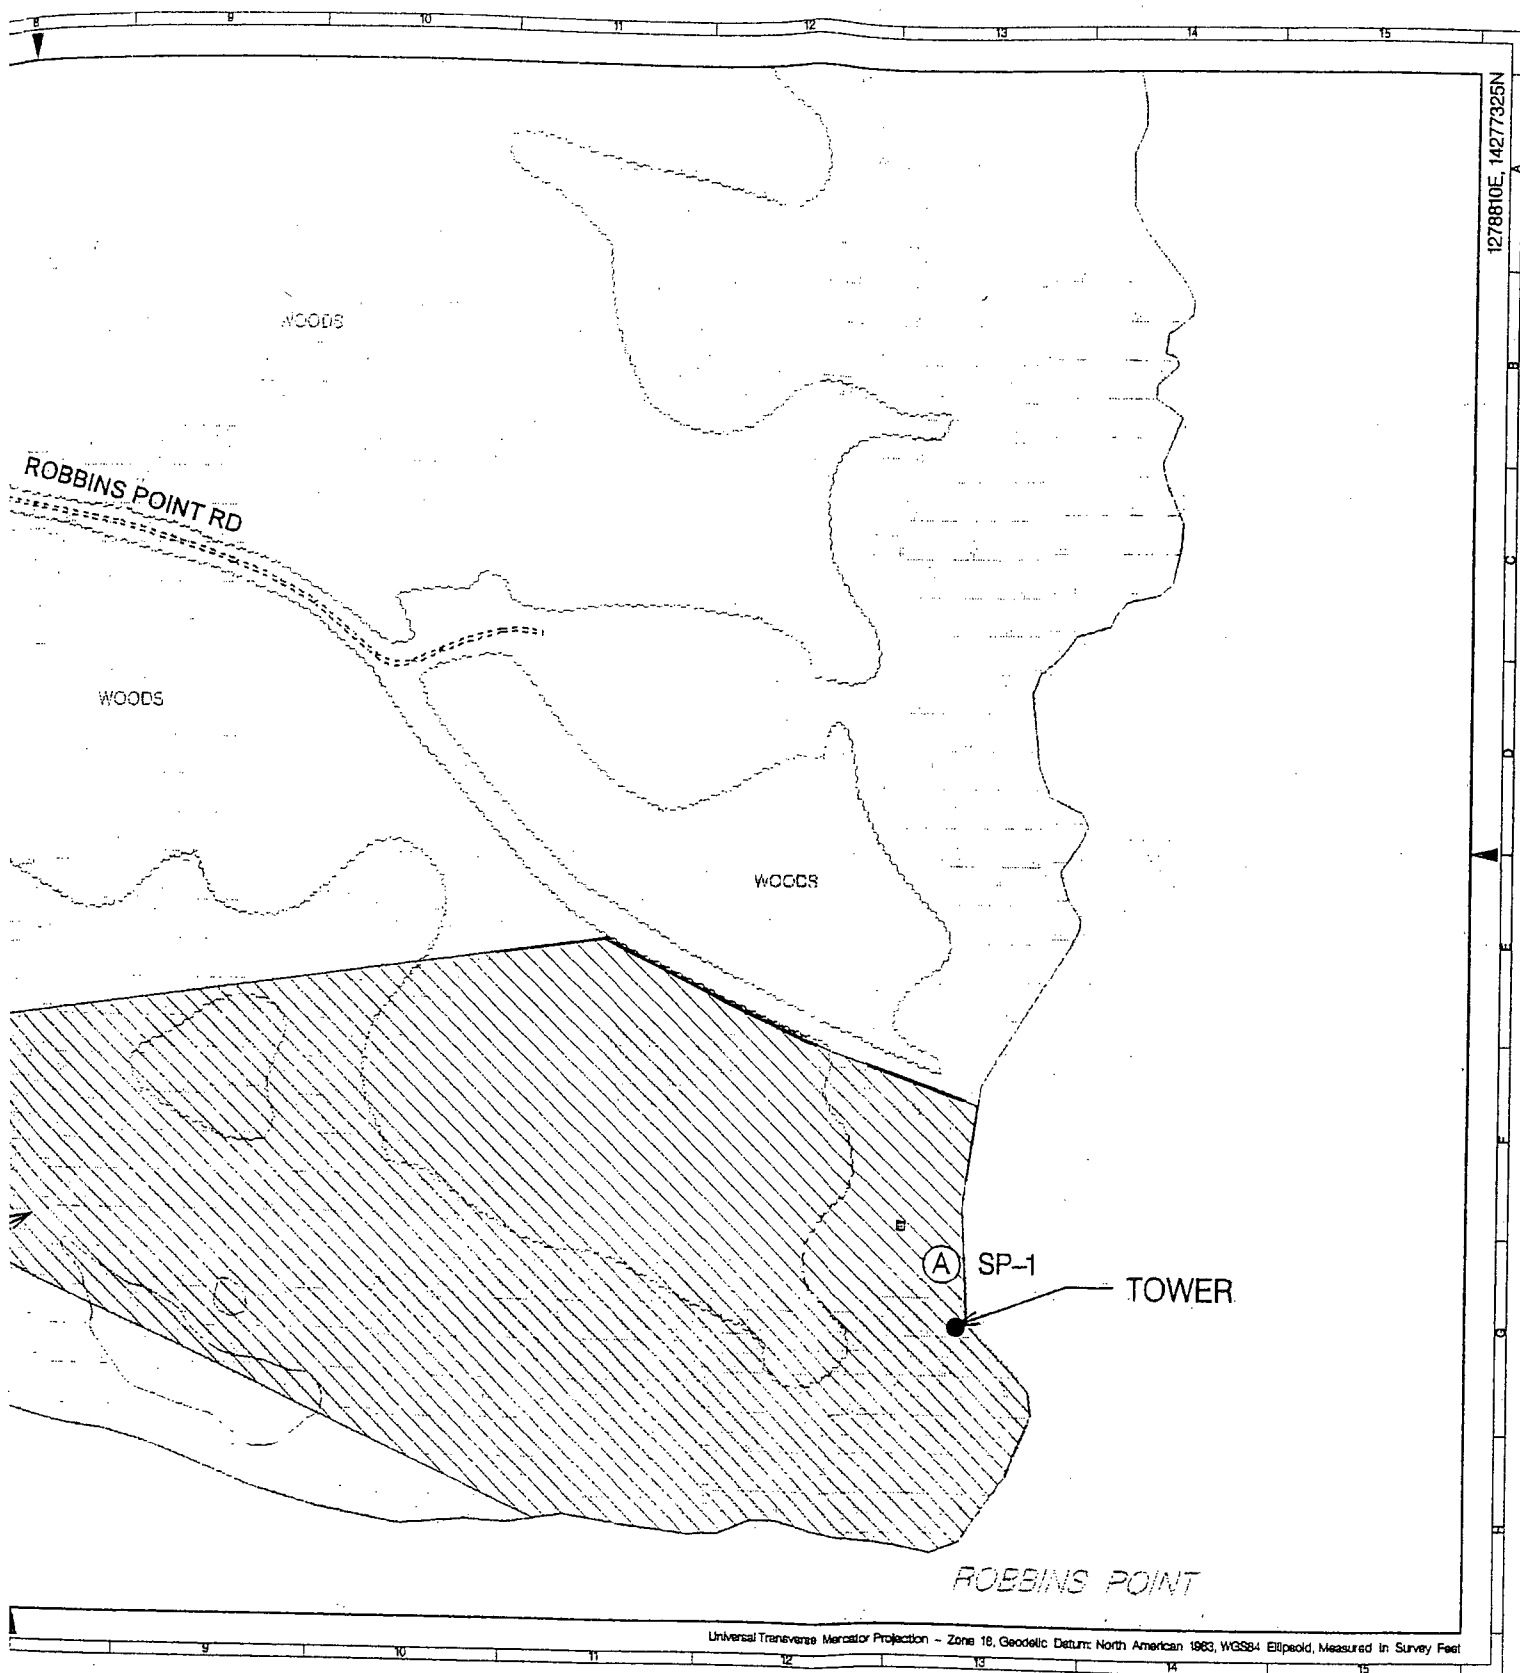 8 9 10 11 12 13 14 15
1278810E, 14277325N
A
WOODS
B
ROBBINS POINT RD
C
WOODS
D
WOODS
E
F
E
A SP-1
TOWER
G
H
ROBBINS POINT
Universal Transverse Mercator Projection - Zone 18, Geodetic Datum: North American 1983, WGS84 Ellipsoid, Measured in Survey Feet
9 10 11 12 13 14 15